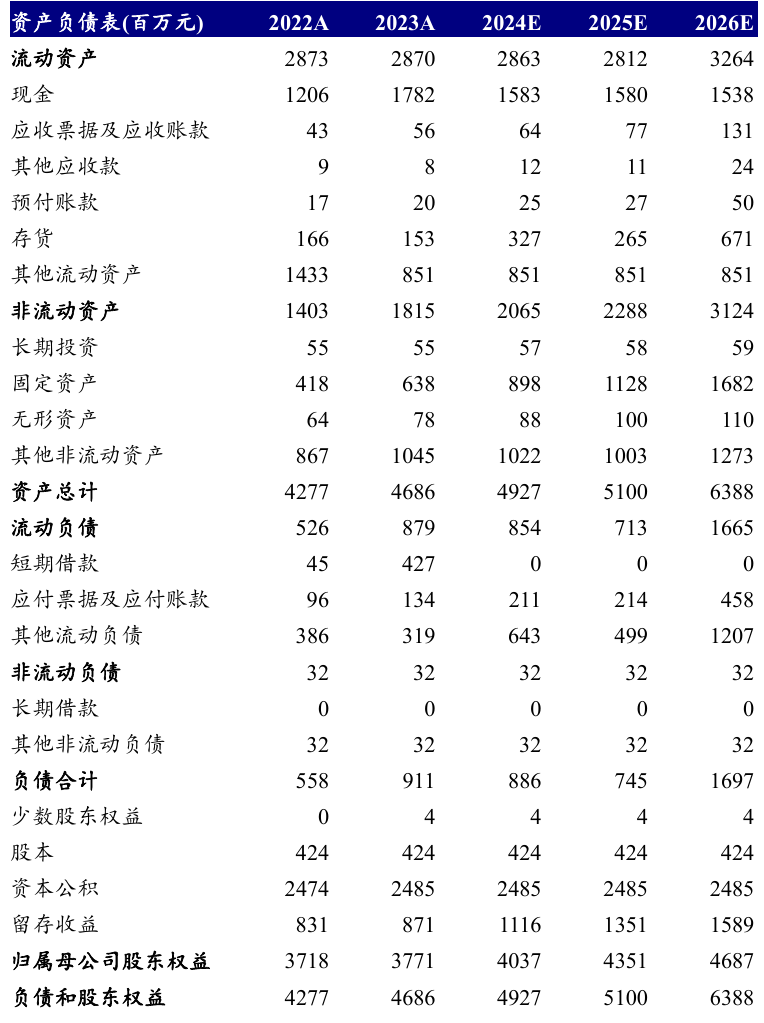 资产负债表(百万元) 2022A 2023A 2024E 2025E 2026E
流动资产 2873 2870 2863 2812 3264
现金 1206 1782 1583 1580 1538
应收票据及应收账款 43 56 64 77 131
其他应收款 9 8 12 11 24
预付账款 17 20 25 27 50
存货 166 153 327 265 671
其他流动资产 1433 851 851 851 851
非流动资产 1403 1815 2065 2288 3124
长期投资 55 55 57 58 59
固定资产 418 638 898 1128 1682
无形资产 64 78 88 100 110
其他非流动资产 867 1045 1022 1003 1273
资产总计 4277 4686 4927 5100 6388
流动负债 526 879 854 713 1665
短期借款 45 427 0 0 0
应付票据及应付账款 96 134 211 214 458
其他流动负债 386 319 643 499 1207
非流动负债 32 32 32 32 32
长期借款 0 0 0 0 0
其他非流动负债 32 32 32 32 32
负债合计 558 911 886 745 1697
少数股东权益 0 4 4 4 4
股本 424 424 424 424 424
资本公积 2474 2485 2485 2485 2485
留存收益 831 871 1116 1351 1589
归属母公司股东权益 3718 3771 4037 4351 4687
负债和股东权益 4277 4686 4927 5100 6388